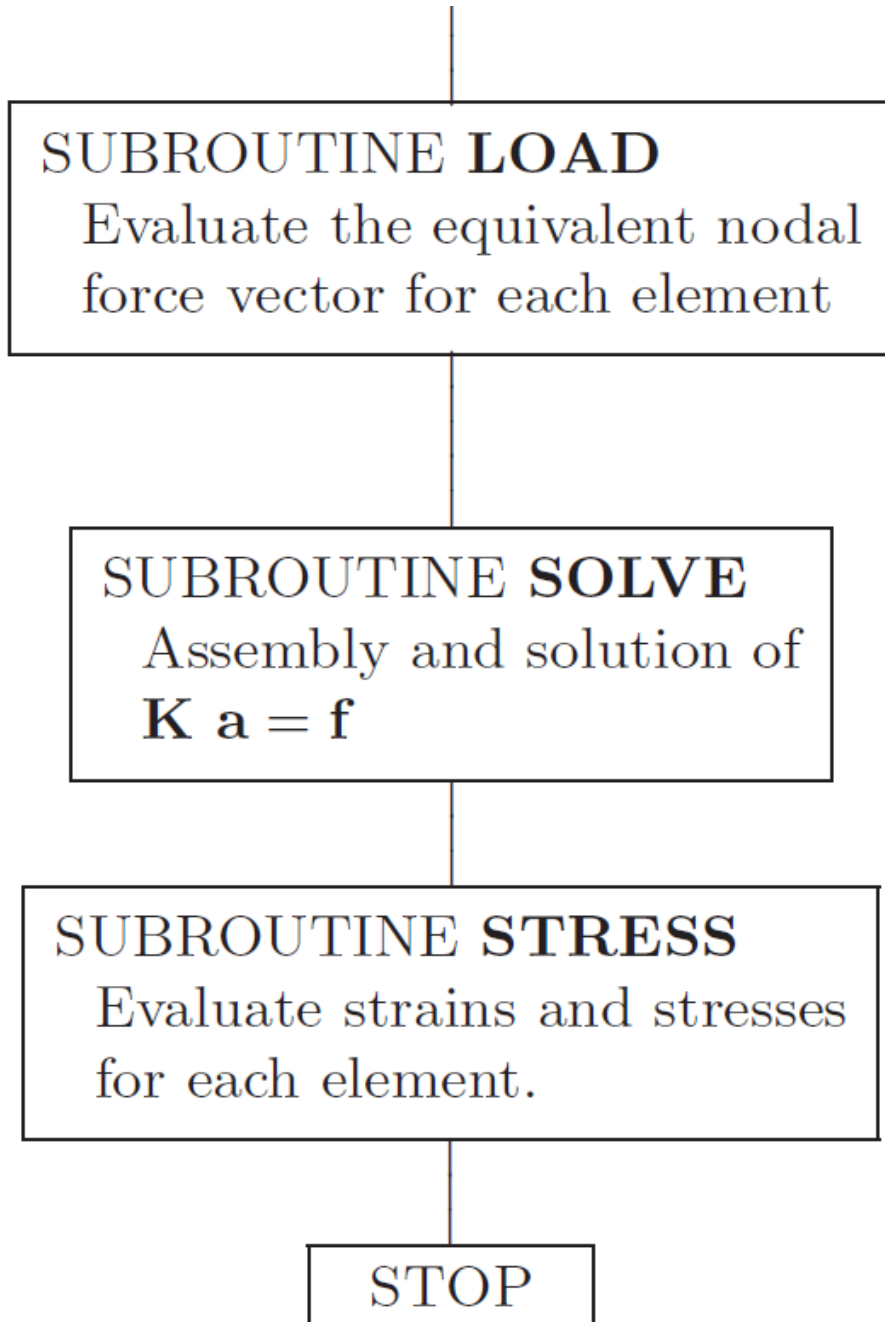 SUBROUTINE LOAD
Evaluate the equivalent nodal
force vector for each element
SUBROUTINE SOLVE
Assembly and solution of
K a = f
SUBROUTINE STRESS
Evaluate strains and stresses
for each element.
STOP